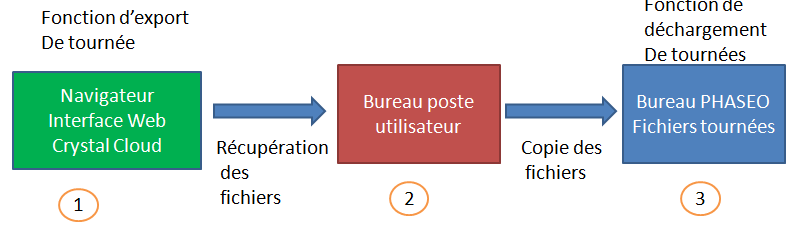 Fonction d'export
De tournée
Fonction de
déchargement
De tournées
Navigateur
Interface Web
Crystal Cloud
Bureau poste
utilisateur
Bureau PHASEO
Fichiers tournées
Récupération
des
fichiers
Copie des
fichiers
1
2
3